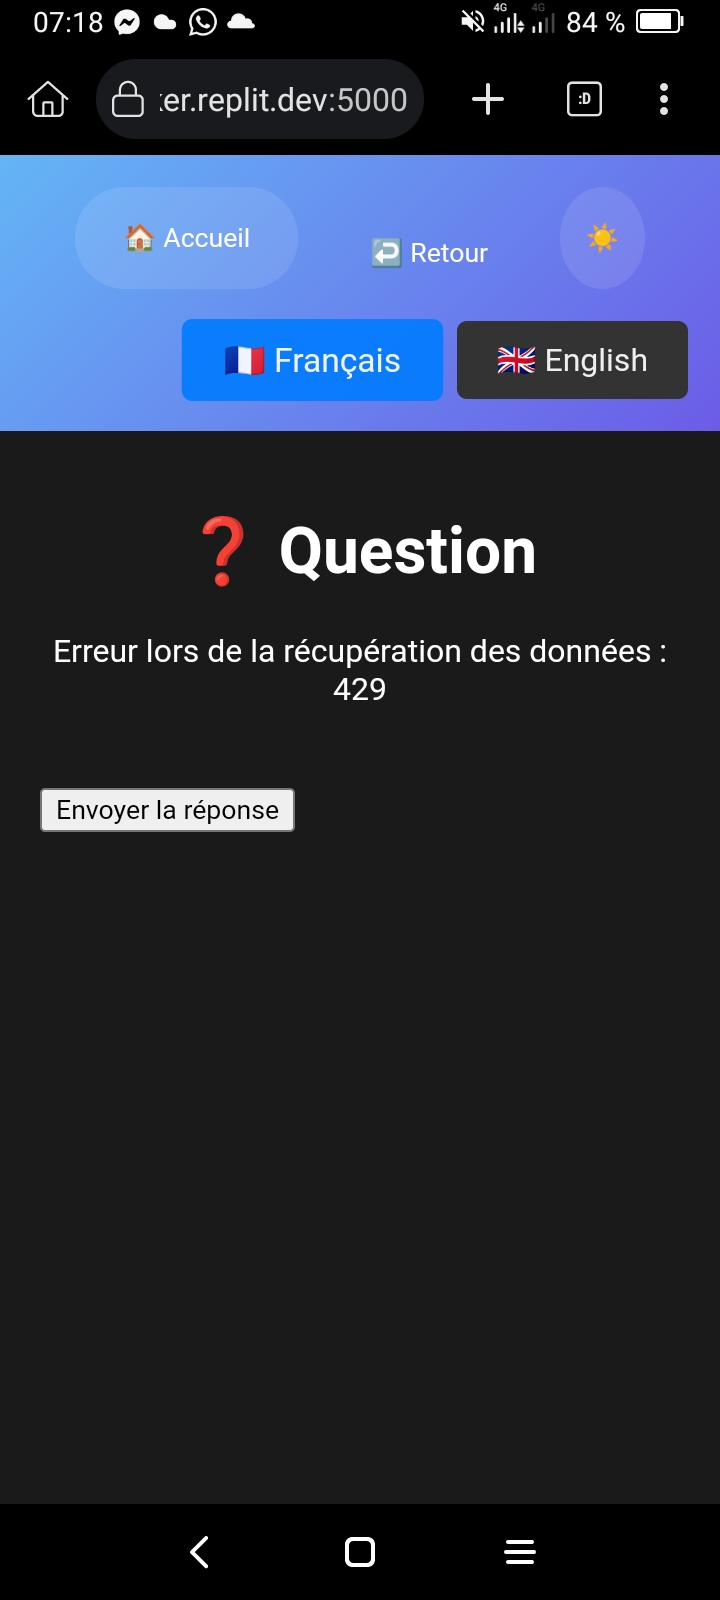 07:18 4G 4G 84 %
ker.replit.dev:5000 :D
🏠 Accueil
↩️ Retour
🇫🇷 Français 🇬🇧 English
❓ Question
Erreur lors de la récupération des données :
429
Envoyer la réponse